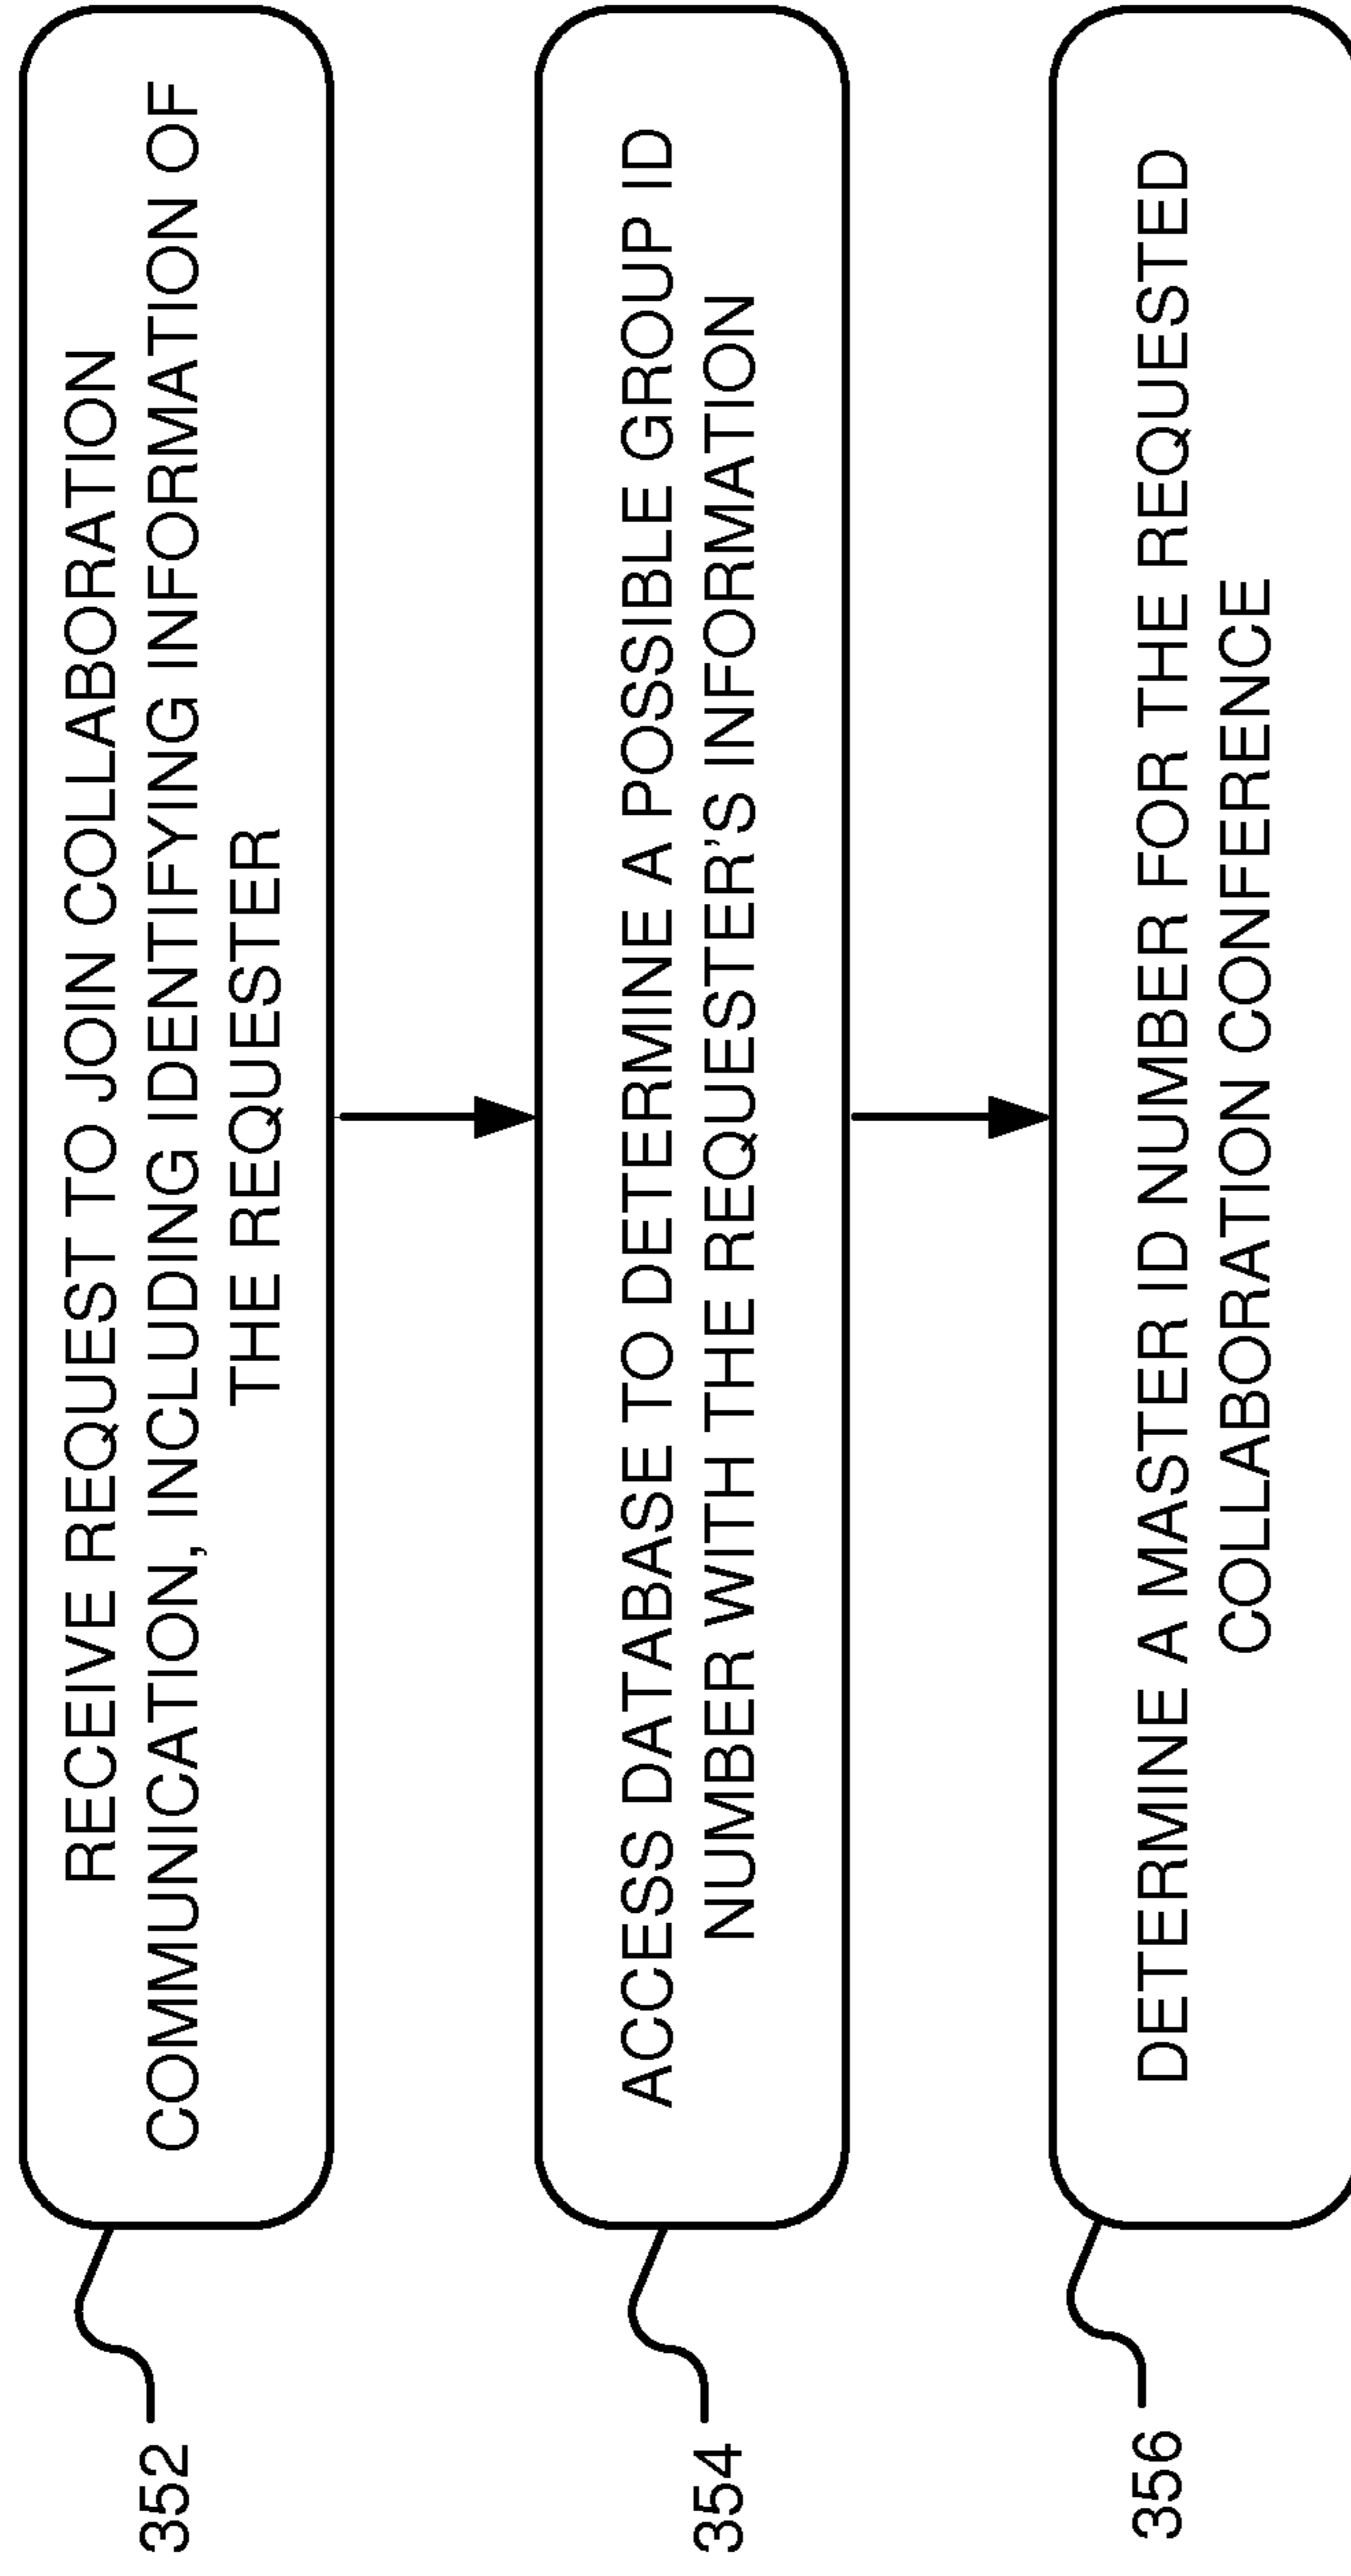 RECEIVE REQUEST TO JOIN COLLABORATION
COMMUNICATION, INCLUDING IDENTIFYING INFORMATION OF
THE REQUESTER
352
ACCESS DATABASE TO DETERMINE A POSSIBLE GROUP ID
NUMBER WITH THE REQUESTER'S INFORMATION
354
DETERMINE A MASTER ID NUMBER FOR THE REQUESTED
COLLABORATION CONFERENCE
356